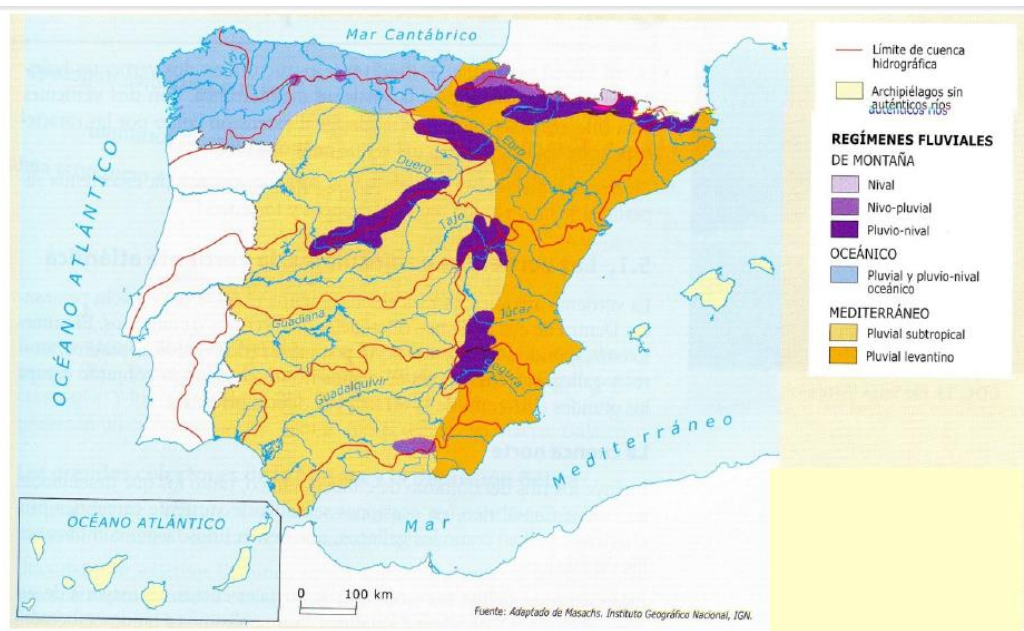 Mar Cantábrico
OCÉANO ALÁNTICO
Miño
Duero
Ebro
Tajo
Guadiana
Júcar
Segura
Guadalquivir
Mar Mediterráneo
OCÉANO ATLÁNTICO
0 100 km
Fuente: Adaptado de Masachs. Instituto Geográfico Nacional, IGN.
Límite de cuenca
hidrográfica
Archipiélagos sin
auténticos ríos
REGÍMENES FLUVIALES
DE MONTAÑA
Nival
Nivo-pluvial
Pluvio-nival
OCEÁNICO
Pluvial y pluvio-nival
oceánico
MEDITERRÁNEO
Pluvial subtropical
Pluvial levantino